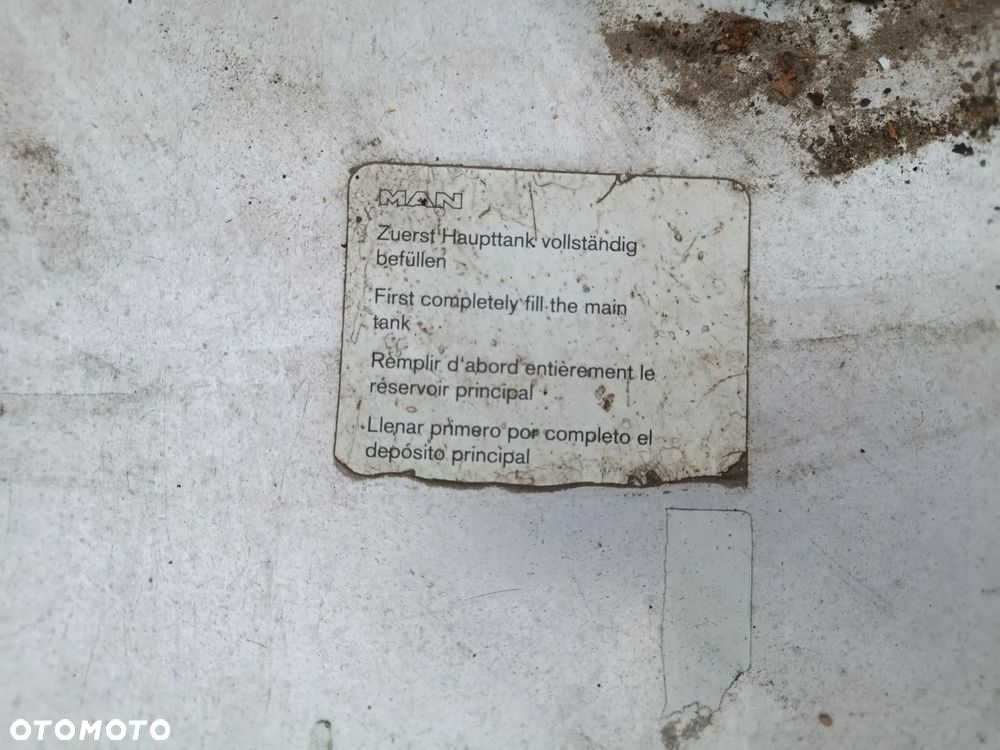 MAN
Zuerst Haupttank vollständig
befüllen
First completely fill the main
tank
Remplir d'abord entièrement le
réservoir principal
Llenar primero por completo el
depósito principal
OTOMOTO